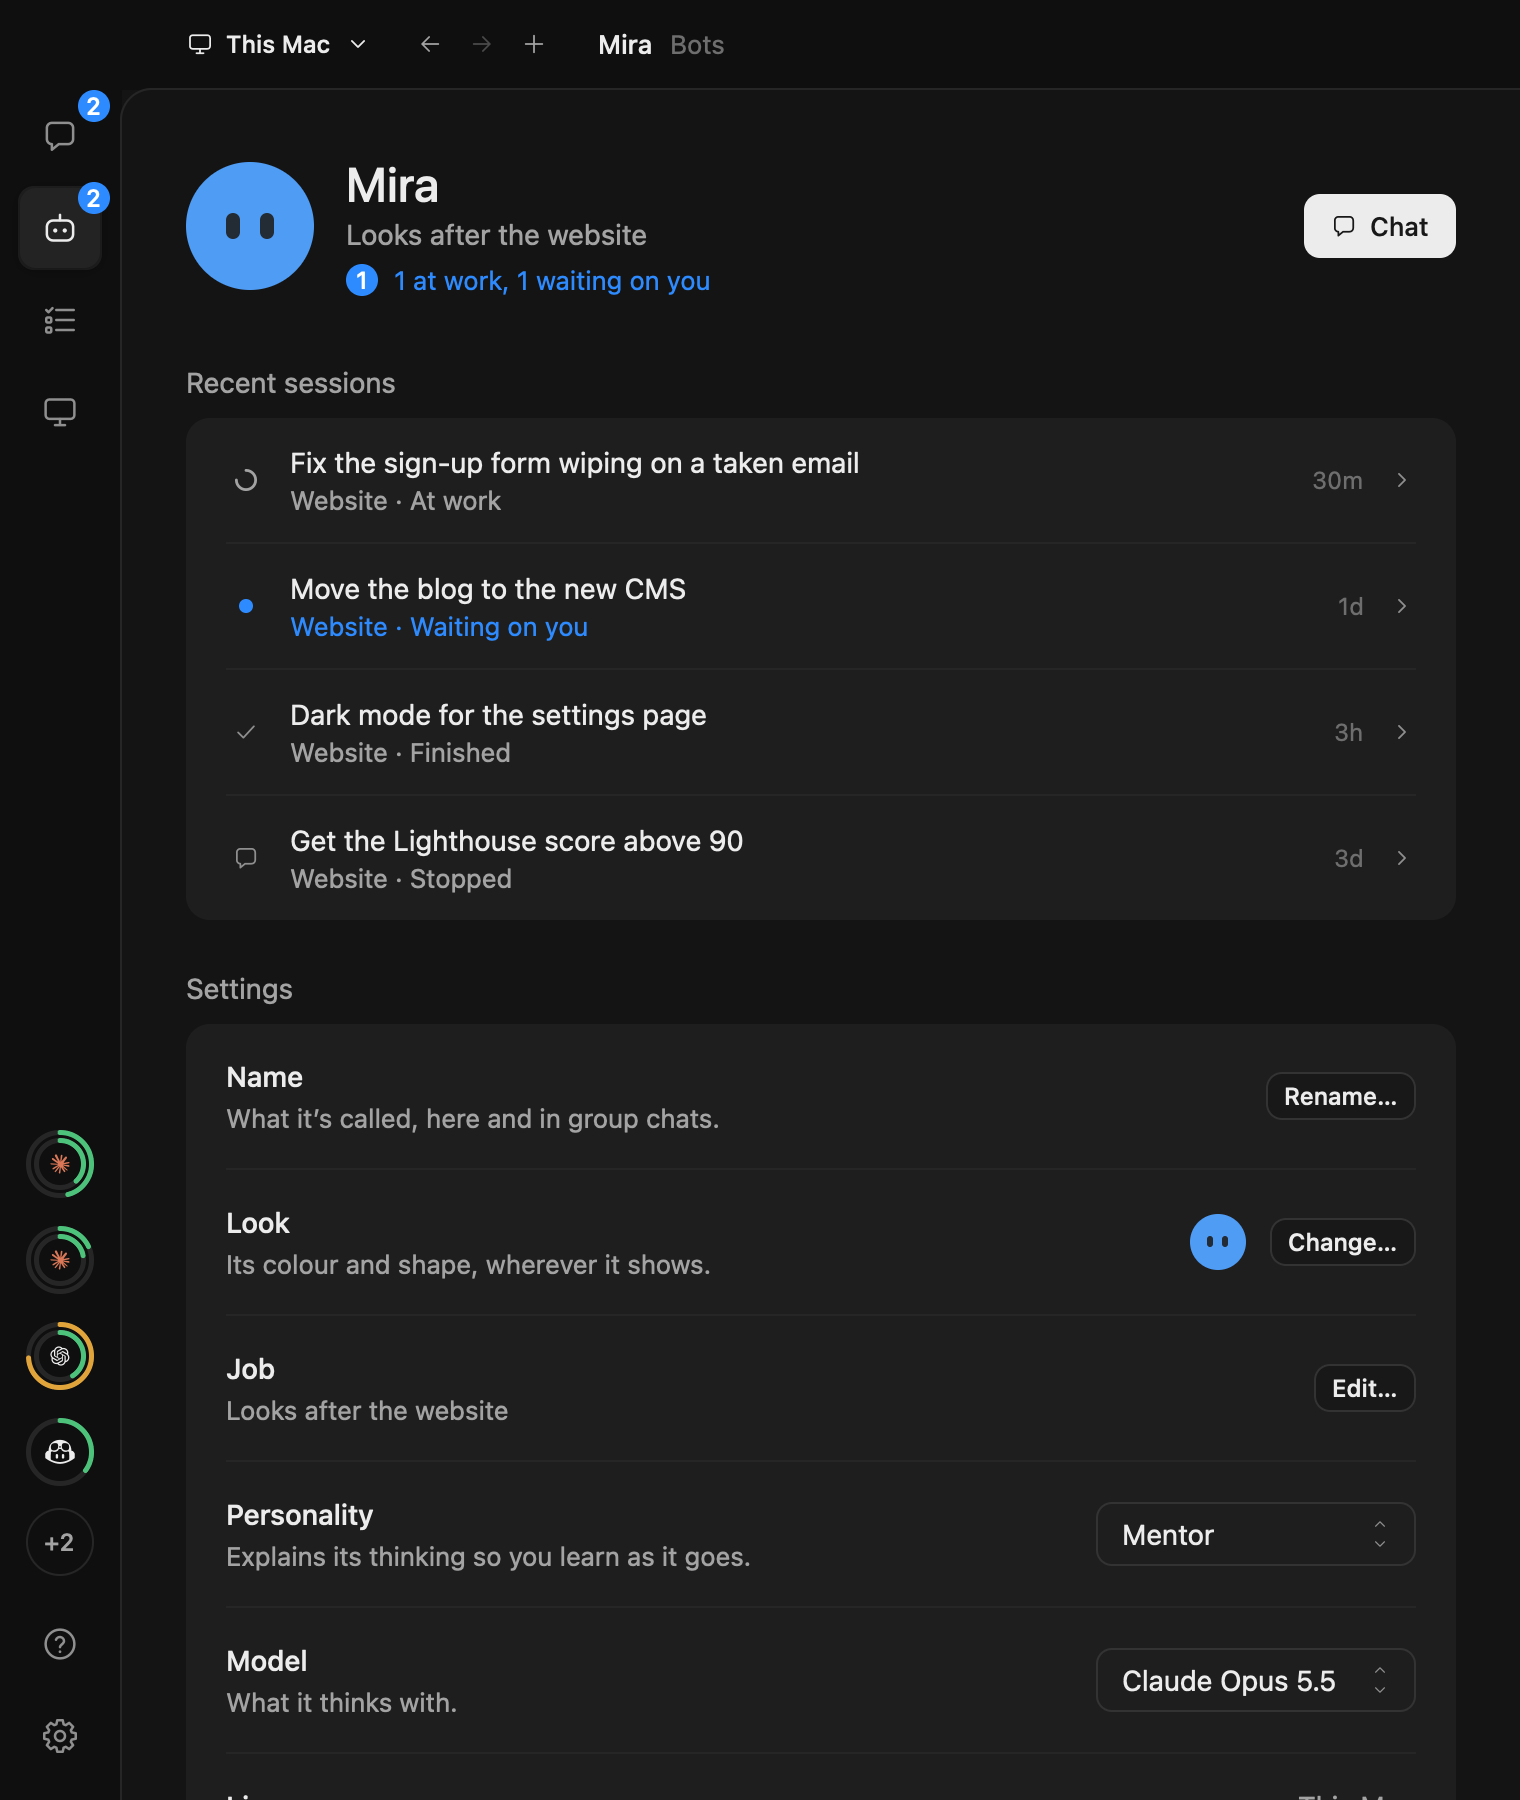 This Mac
Mira Bots
2
2
Mira
Looks after the website
1 1 at work, 1 waiting on you
Chat
Recent sessions
Fix the sign-up form wiping on a taken email
Website · At work
30m
Move the blog to the new CMS
Website · Waiting on you
1d
Dark mode for the settings page
Website · Finished
3h
Get the Lighthouse score above 90
Website · Stopped
3d
Settings
Name
What it’s called, here and in group chats.
Rename...
Look
Its colour and shape, wherever it shows.
Change...
Job
Looks after the website
Edit...
Personality
Explains its thinking so you learn as it goes.
Mentor
Model
What it thinks with.
Claude Opus 5.5
+2